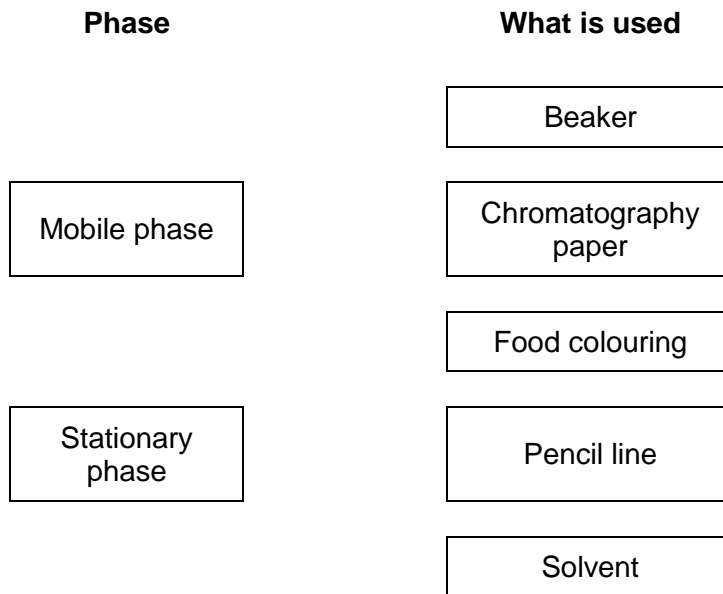 Phase
What is used
Beaker
Mobile phase
Chromatography
paper
Food colouring
Stationary
phase
Pencil line
Solvent